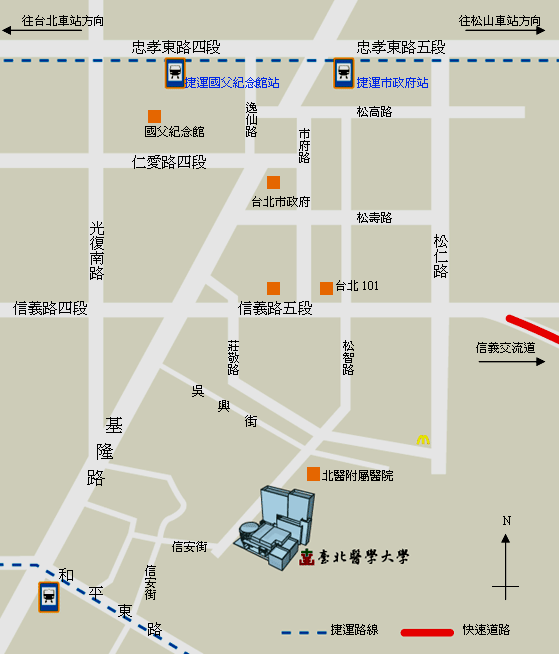 往台北車站方向
往松山車站方向
忠孝東路四段
忠孝東路五段
捷運國父紀念館站
捷運市政府站
逸仙路
松高路
國父紀念館
市府路
仁愛路四段
台北市政府
松壽路
光復南路
松仁路
台北 101
信義路四段
信義路五段
信義交流道
莊敬路
松智路
吳興街
基隆路
北醫附屬醫院
信安街
臺北醫學大學
信安街
和平東路
N
捷運路線
快速道路